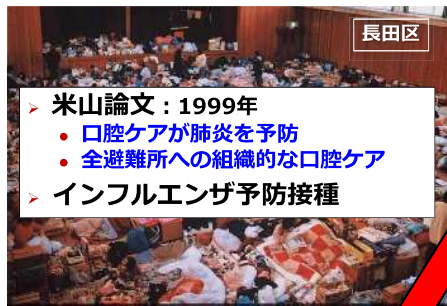 長田区
米山論文：1999年
口腔ケアが肺炎を予防
全避難所への組織的な口腔ケア
インフルエンザ予防接種